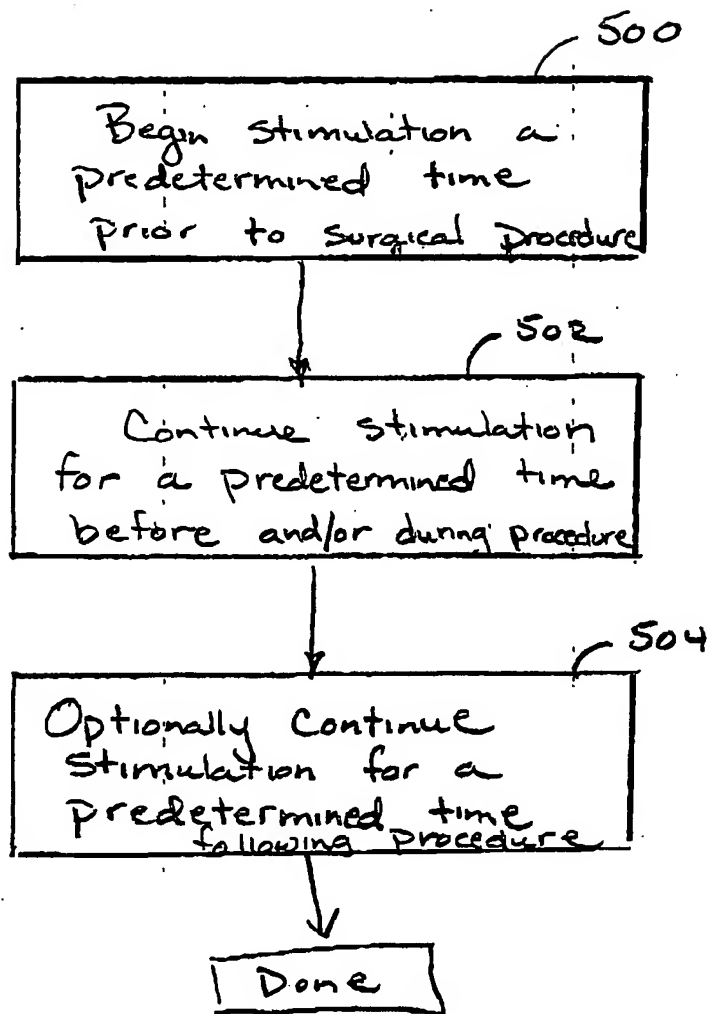 500
Begin stimulation a
predetermined time
prior to surgical procedure
502
Continue stimulation
for a predetermined time
before and/or during procedure
504
Optionally continue
stimulation for a
predetermined time
following procedure
Done